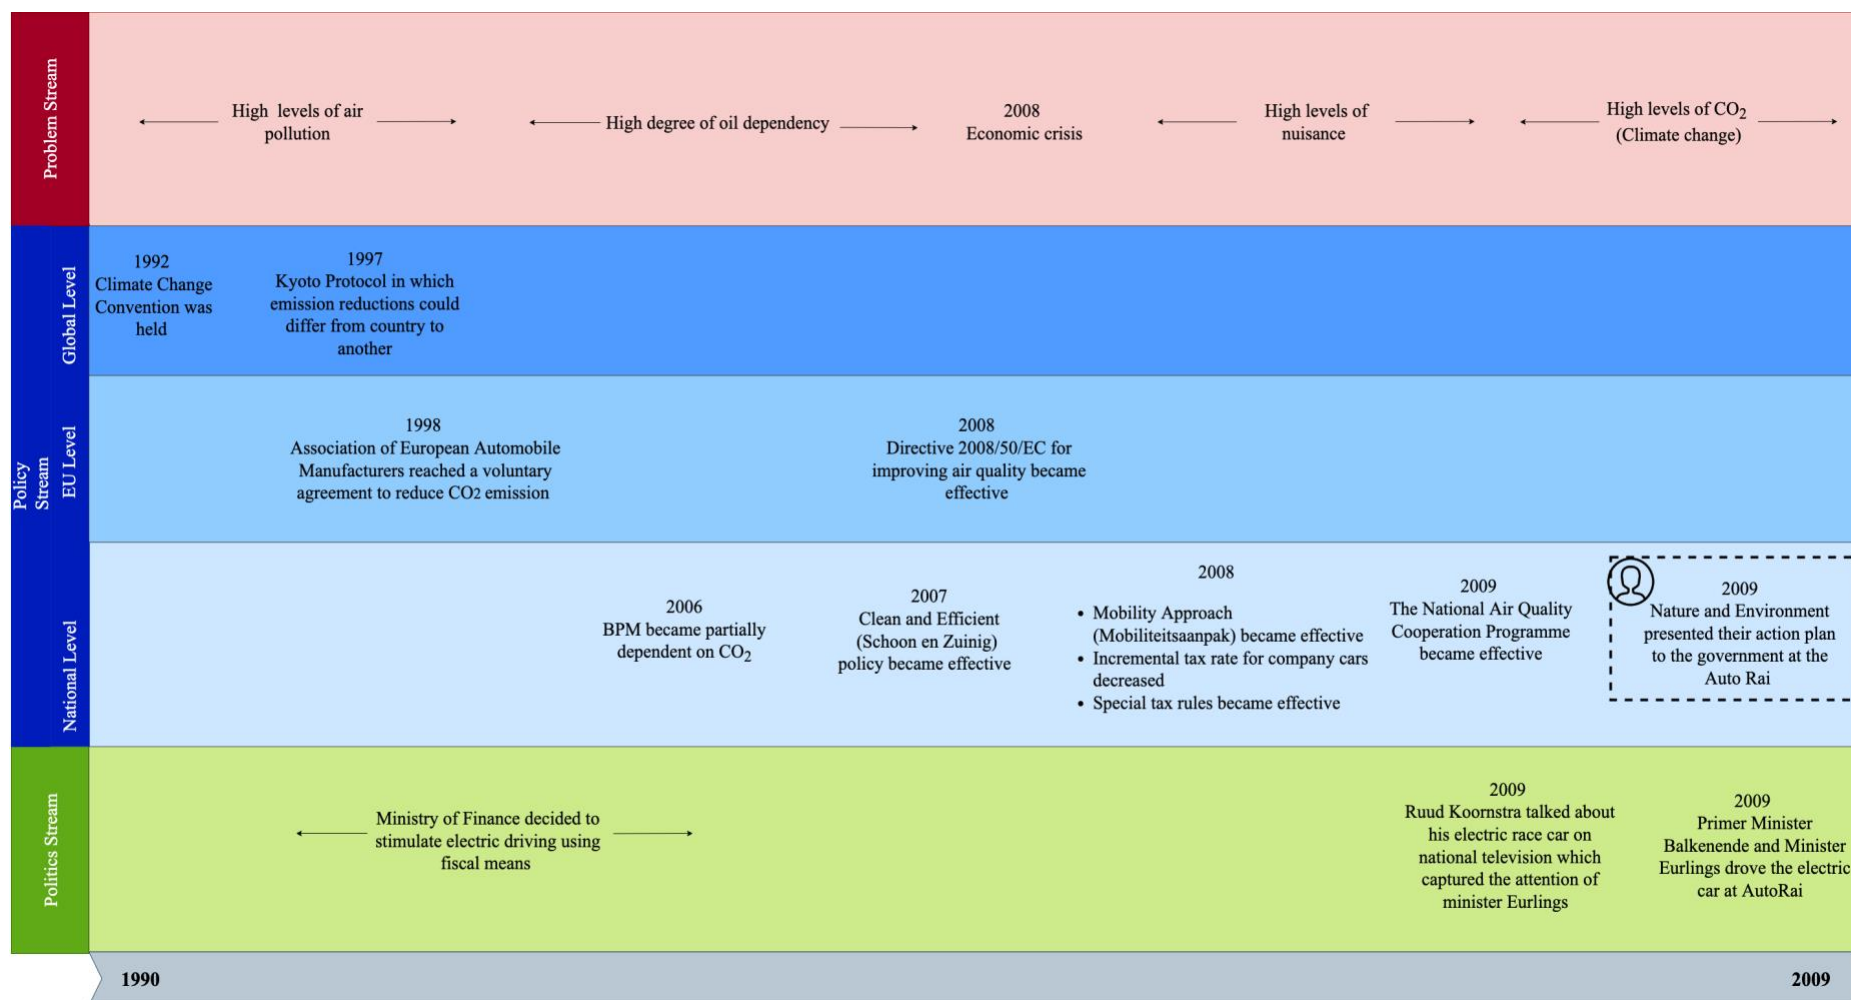 Problem Stream
High levels of air
pollution
High degree of oil dependency
2008
Economic crisis
High levels of
nuisance
High levels of CO2
(Climate change)
Policy
Stream
Global Level
1992
Climate Change
Convention was
held
1997
Kyoto Protocol in which
emission reductions could
differ from country to
another
EU Level
1998
Association of European Automobile
Manufacturers reached a voluntary
agreement to reduce CO2 emission
2008
Directive 2008/50/EC for
improving air quality became
effective
National Level
2006
BPM became partially
dependent on CO2
2007
Clean and Efficient
(Schoon en Zuinig)
policy became effective
2008
• Mobility Approach
(Mobiliteitsaanpak) became effective
• Incremental tax rate for company cars
decreased
• Special tax rules became effective
2009
The National Air Quality
Cooperation Programme
became effective
2009
Nature and Environment
presented their action plan
to the government at the
Auto Rai
Politics Stream
Ministry of Finance decided to
stimulate electric driving using
fiscal means
2009
Ruud Koornstra talked about
his electric race car on
national television which
captured the attention of
minister Eurlings
2009
Primer Minister
Balkenende and Minister
Eurlings drove the electric
car at AutoRai
1990
2009